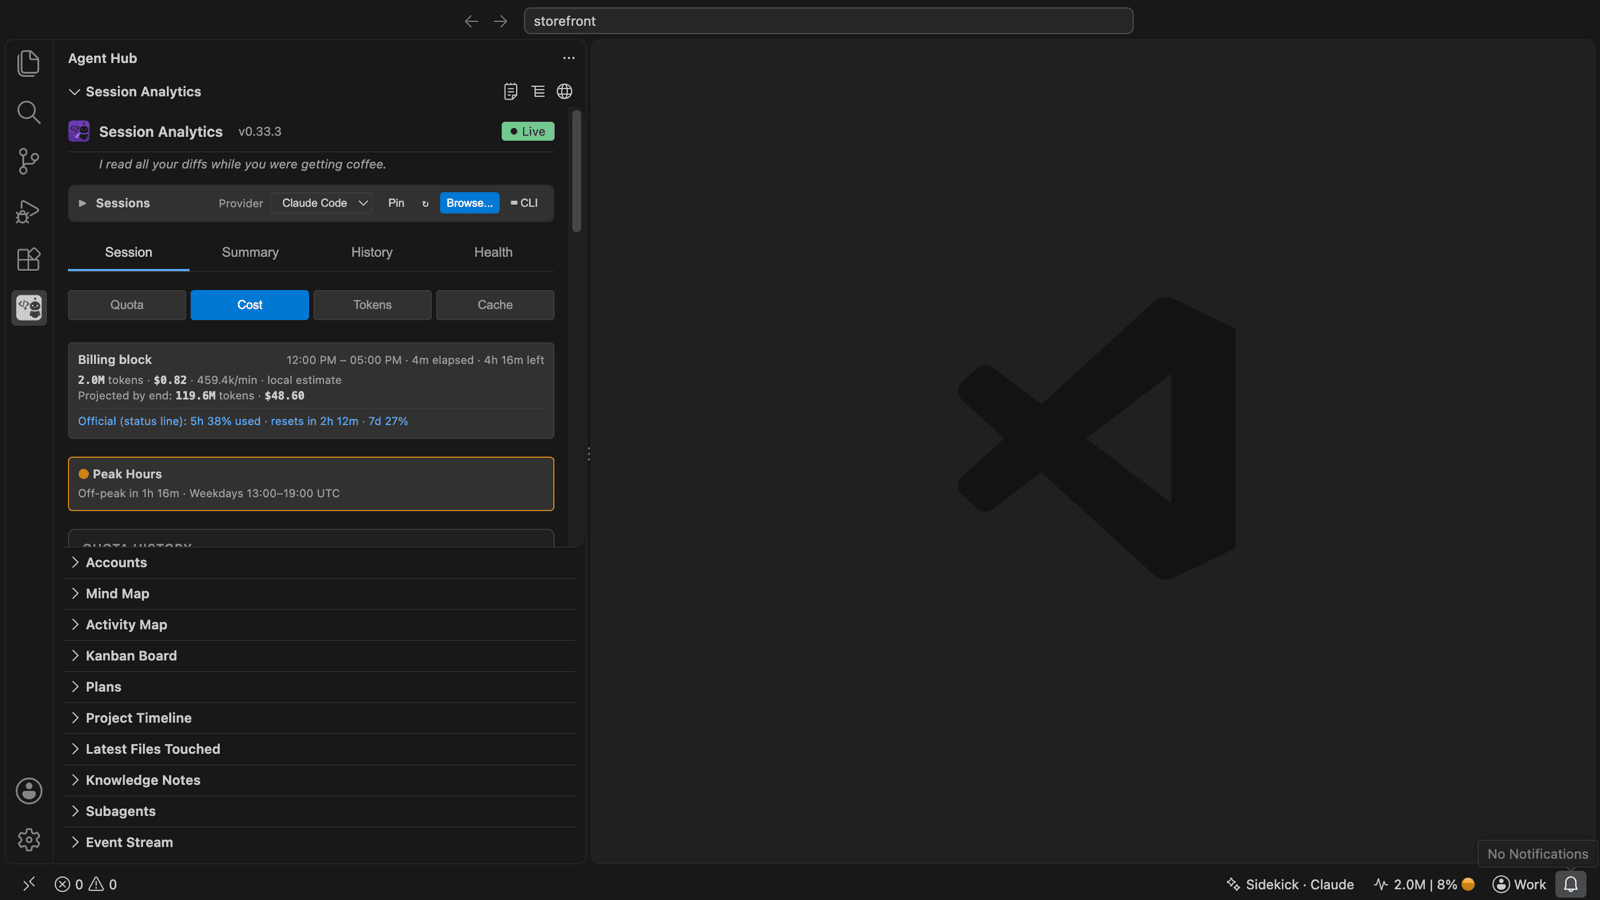 storefront
Agent Hub
Session Analytics
Session Analytics v0.33.3 Live
I read all your diffs while you were getting coffee.
Sessions Provider Claude Code Pin Browse... CLI
Session Summary History Health
Quota Cost Tokens Cache
Billing block 12:00 PM – 05:00 PM · 4m elapsed · 4h 16m left
2.0M tokens · $0.82 · 459.4k/min · local estimate
Projected by end: 119.6M tokens · $48.60
Official (status line): 5h 38% used · resets in 2h 12m · 7d 27%
Peak Hours
Off-peak in 1h 16m · Weekdays 13:00–19:00 UTC
QUOTA HISTORY
Accounts
Mind Map
Activity Map
Kanban Board
Plans
Project Timeline
Latest Files Touched
Knowledge Notes
Subagents
Event Stream
No Notifications
0 0 Sidekick · Claude 2.0M | 8% Work